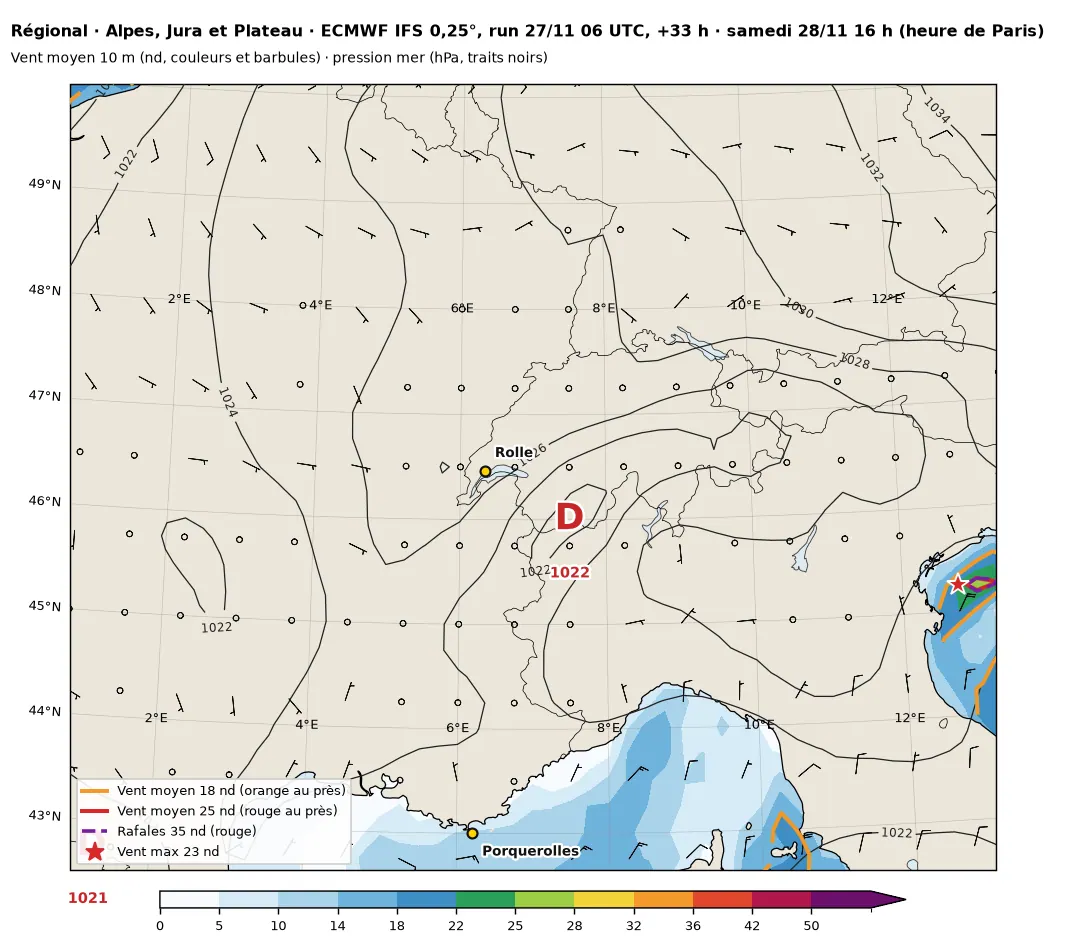 Régional · Alpes, Jura et Plateau · ECMWF IFS 0,25°, run 27/11 06 UTC, +33 h · samedi 28/11 16 h (heure de Paris)
Vent moyen 10 m (nd, couleurs et barbules) · pression mer (hPa, traits noirs)
1034
1022
1032
49°N
48°N
2°E
4°E
6°E
8°E
10°E
12°E
1030
1028
47°N
1024
Rolle
1026
46°N
D
1022
1022
45°N
1022
44°N
2°E
4°E
6°E
8°E
10°E
12°E
43°N
Vent moyen 18 nd (orange au près)
Vent moyen 25 nd (rouge au près)
Rafales 35 nd (rouge)
Vent max 23 nd
Porquerolles
1022
1021
0
5
10
14
18
22
25
28
32
36
42
50